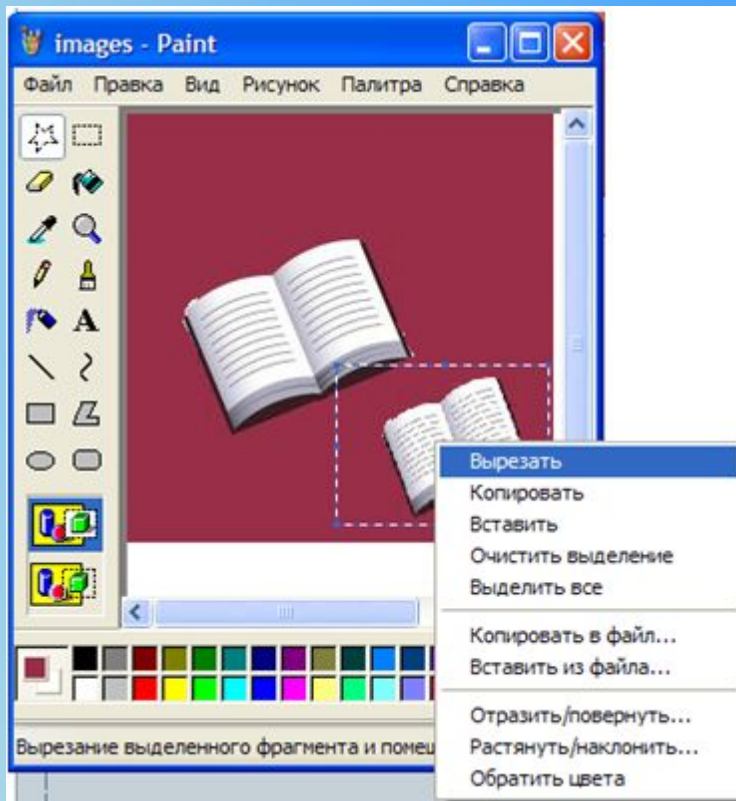 images - Paint
Файл Правка Вид Рисунок Палитра Справка
A
Вырезать
Копировать
Вставить
Очистить выделение
Выделить все
Копировать в файл...
Вставить из файла...
Отразить/повернуть...
Растянуть/наклонить...
Обратить цвета
Вырезание выделенного фрагмента и